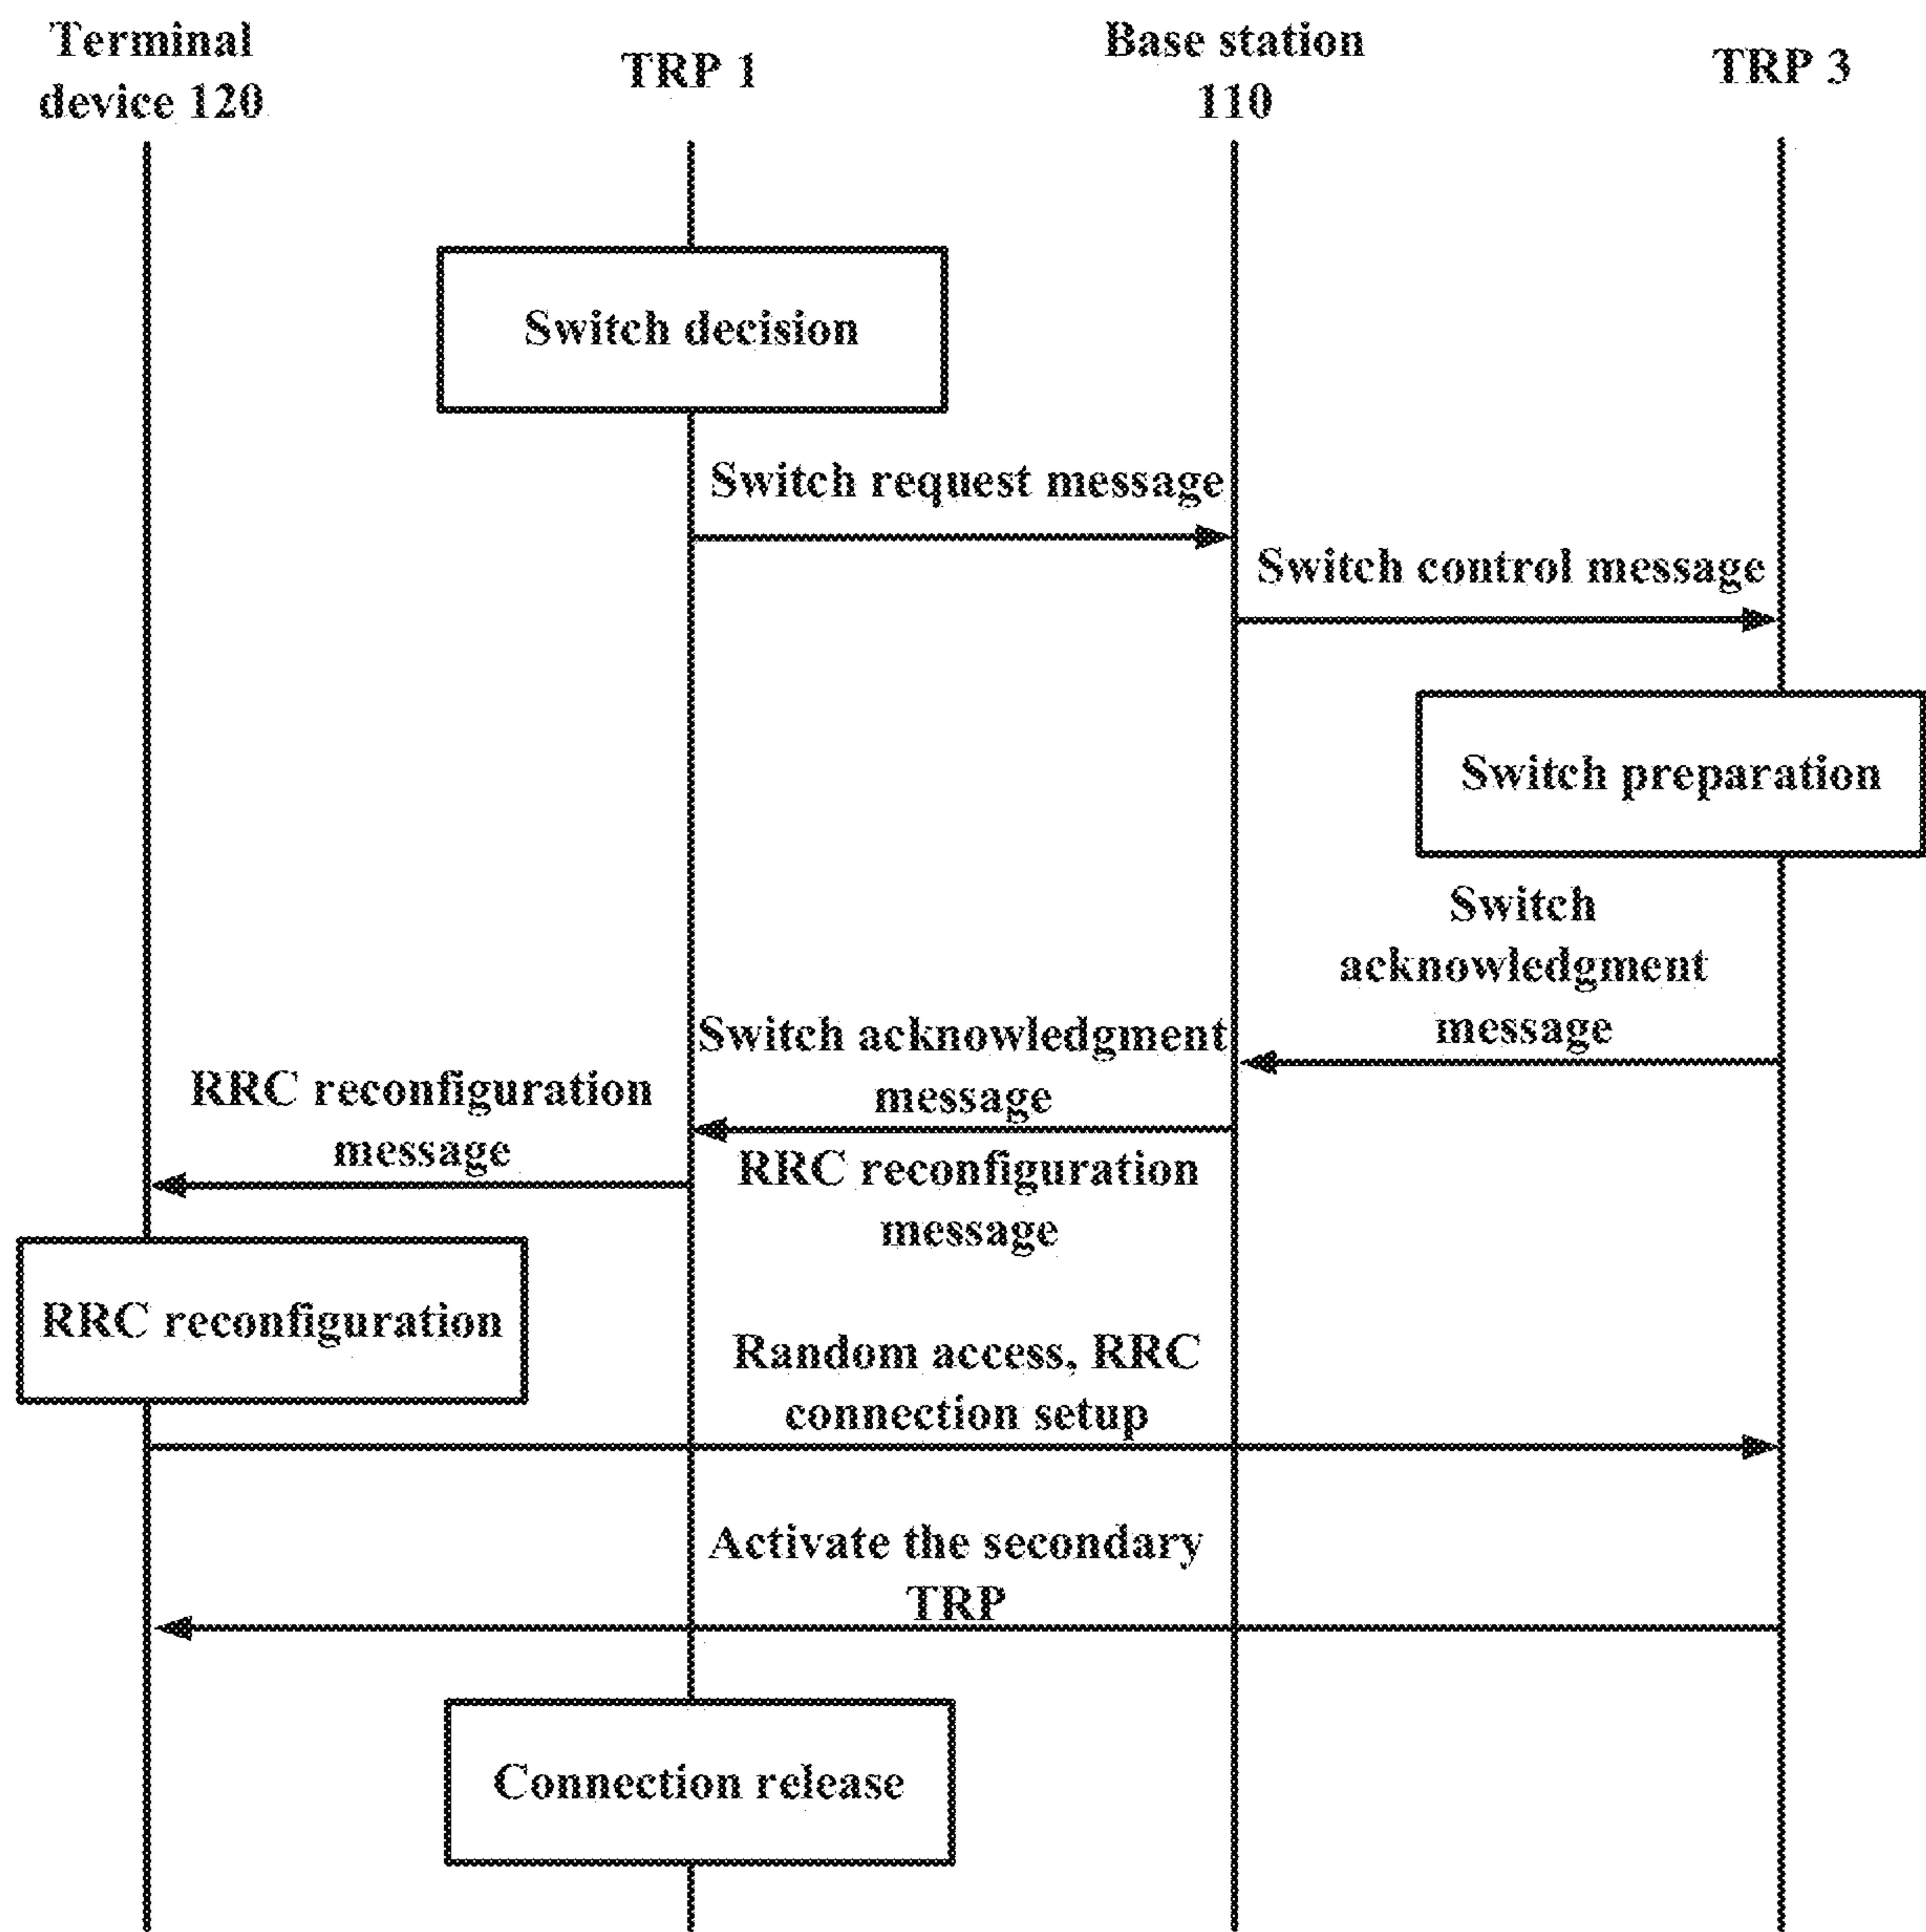 Terminal
device 120
TRP 1
Base station
110
TRP 3
Switch decision
Switch request message
Switch control message
Switch preparation
Switch
acknowledgment
message
Switch acknowledgment
message
RRC reconfiguration
message
RRC reconfiguration
message
RRC reconfiguration
Random access, RRC
connection setup
Activate the secondary
TRP
Connection release